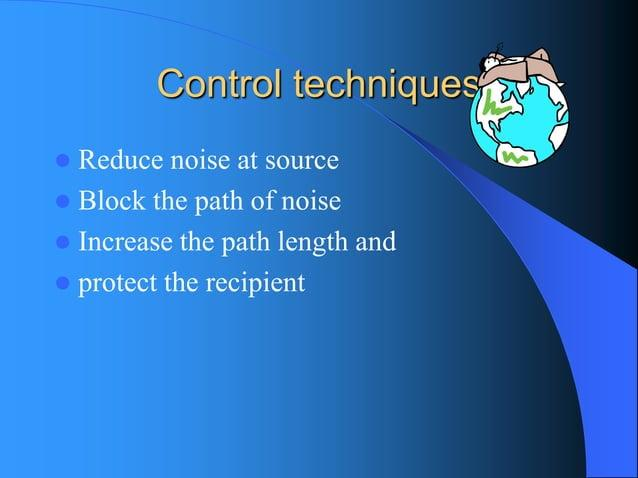 Control techniques
Reduce noise at source
Block the path of noise
Increase the path length and
protect the recipient